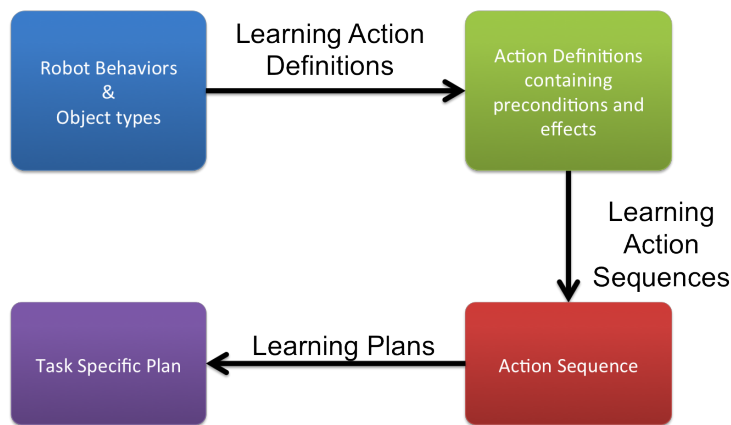 Robot Behaviors
&
Object types
Learning Action
Definitions
Action Definitions
containing
preconditions and
effects
Learning
Action
Sequences
Action Sequence
Learning Plans
Task Specific Plan